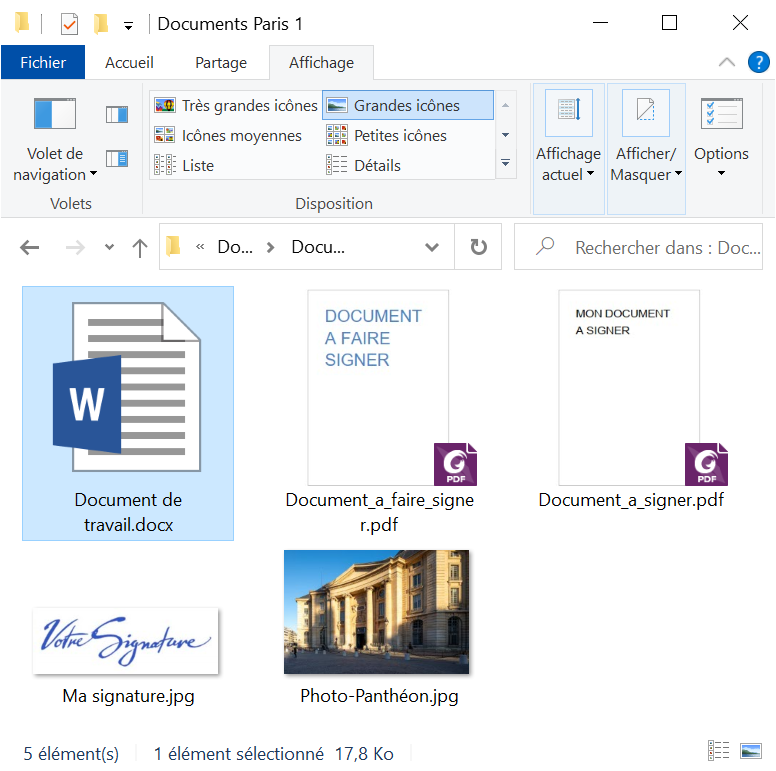 Documents Paris 1
Fichier
Accueil
Partage
Affichage
?
Volet de
navigation
Très grandes icônes
Grandes icônes
Icônes moyennes
Petites icônes
Liste
Détails
Affichage
actuel
Afficher/
Masquer
Options
Volets
Disposition
« Do... > Docu...
Rechercher dans : Doc...
W
DOCUMENT
A FAIRE
SIGNER
PDF
MON DOCUMENT
A SIGNER
PDF
Document de
travail.docx
Document_a_faire_signe
r.pdf
Document_a_signer.pdf
Votre Signature
Ma signature.jpg
Photo-Panthéon.jpg
5 élément(s)
1 élément sélectionné 17,8 Ko